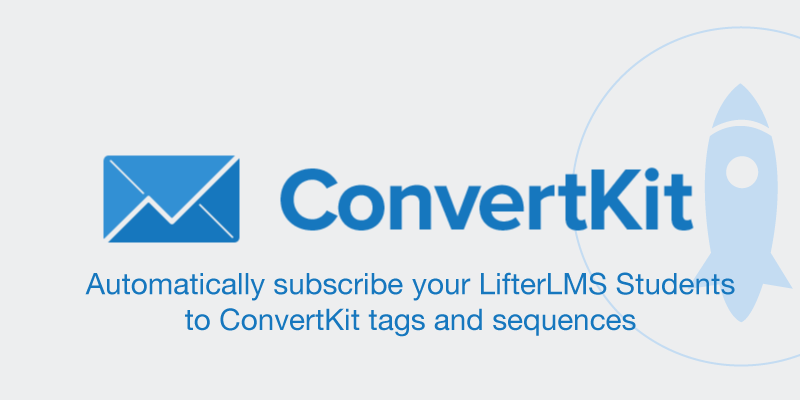 ConvertKit
Automatically subscribe your LifterLMS Students
to ConvertKit tags and sequences